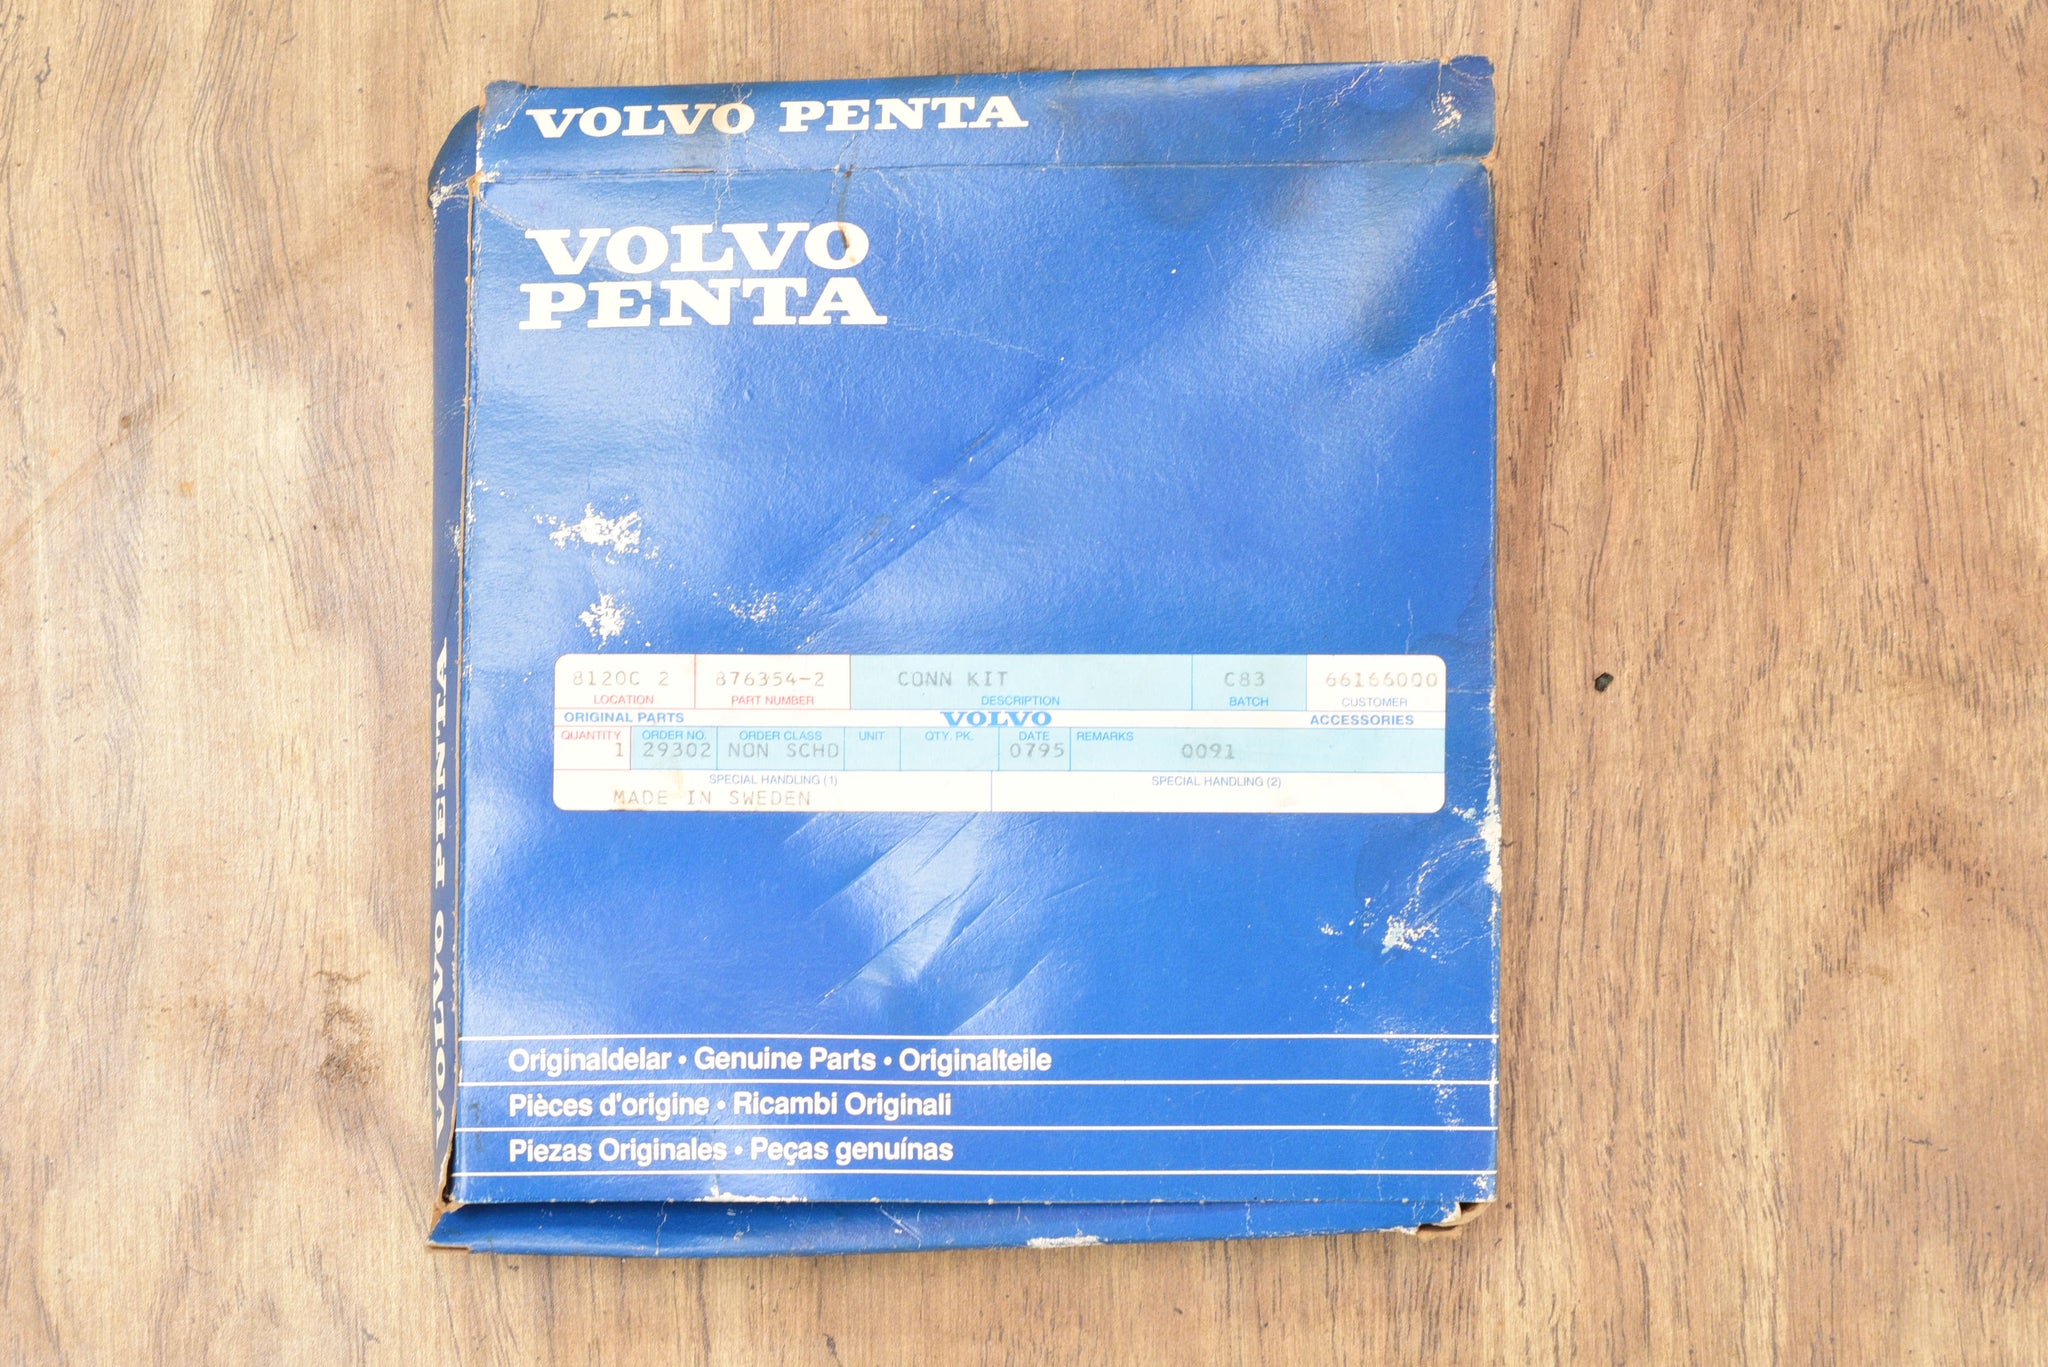 VOLVO PENTA
VOLVO
PENTA
VOLVO PENTA
8120C 2 876354-2 CONN KIT C83 66166000
LOCATION PART NUMBER DESCRIPTION BATCH CUSTOMER
ORIGINAL PARTS VOLVO ACCESSORIES
QUANTITY ORDER NO. ORDER CLASS UNIT QTY. PK. DATE REMARKS
1 29302 NON SCHD 0795 0091
SPECIAL HANDLING (1) SPECIAL HANDLING (2)
MADE IN SWEDEN
Originaldelar • Genuine Parts • Originalteile
Pièces d'origine • Ricambi Originali
Piezas Originales • Peças genuínas